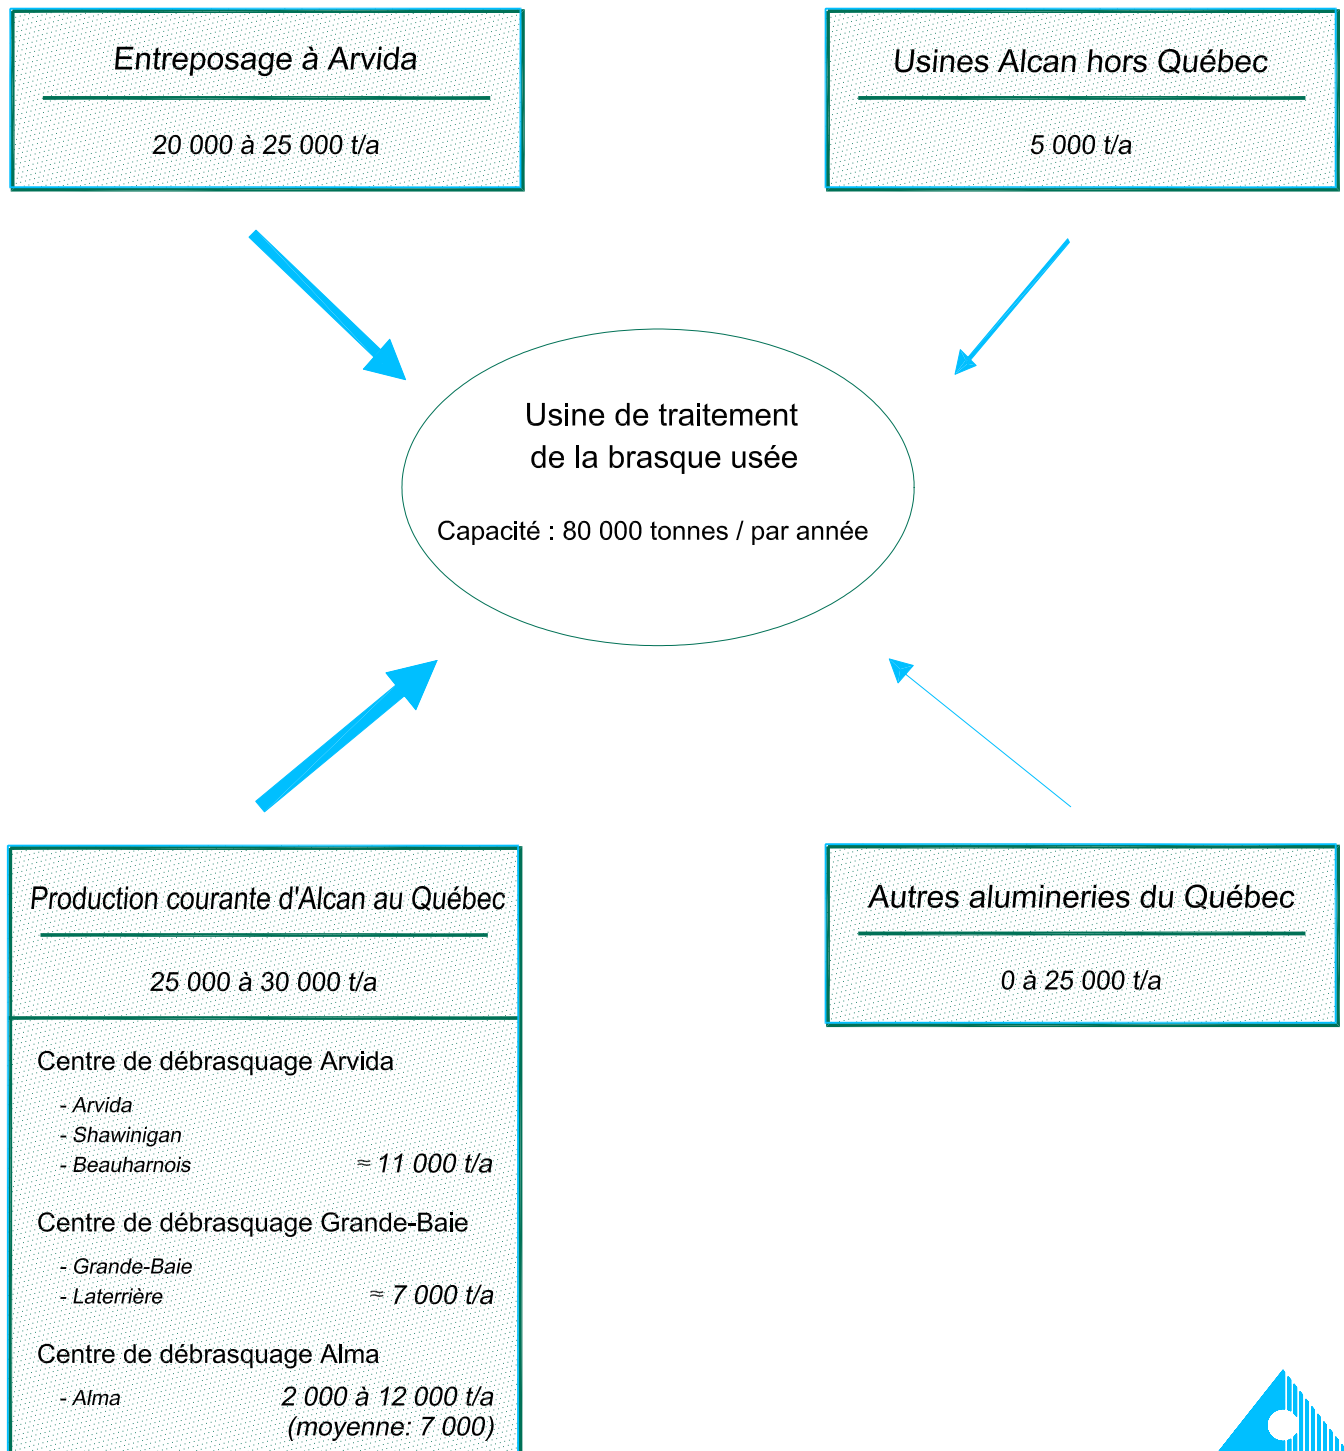 Entreposage à Arvida
20 000 à 25 000 t/a
Usines Alcan hors Québec
5 000 t/a
Usine de traitement
de la brasque usée
Capacité : 80 000 tonnes / par année
Production courante d'Alcan au Québec
25 000 à 30 000 t/a
Centre de débrasquage Arvida
- Arvida
- Shawinigan
- Beauharnois ≈ 11 000 t/a
Centre de débrasquage Grande-Baie
- Grande-Baie
- Laterrière ≈ 7 000 t/a
Centre de débrasquage Alma
- Alma 2 000 à 12 000 t/a
(moyenne: 7 000)
Autres alumineries du Québec
0 à 25 000 t/a